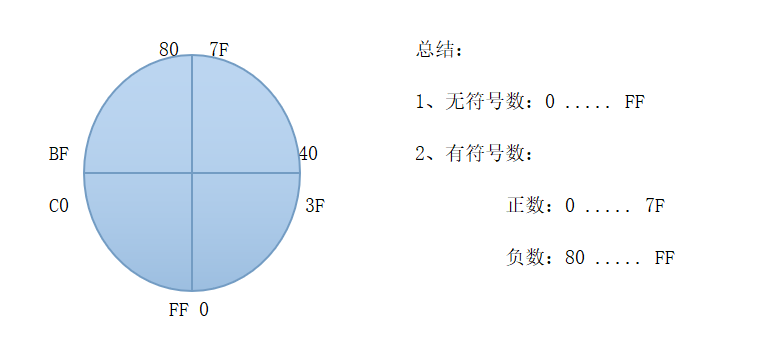 80 7F
BF 40
C0 3F
FF 0
总结：
1、无符号数：0 ..... FF
2、有符号数：
正数：0 ..... 7F
负数：80 ..... FF